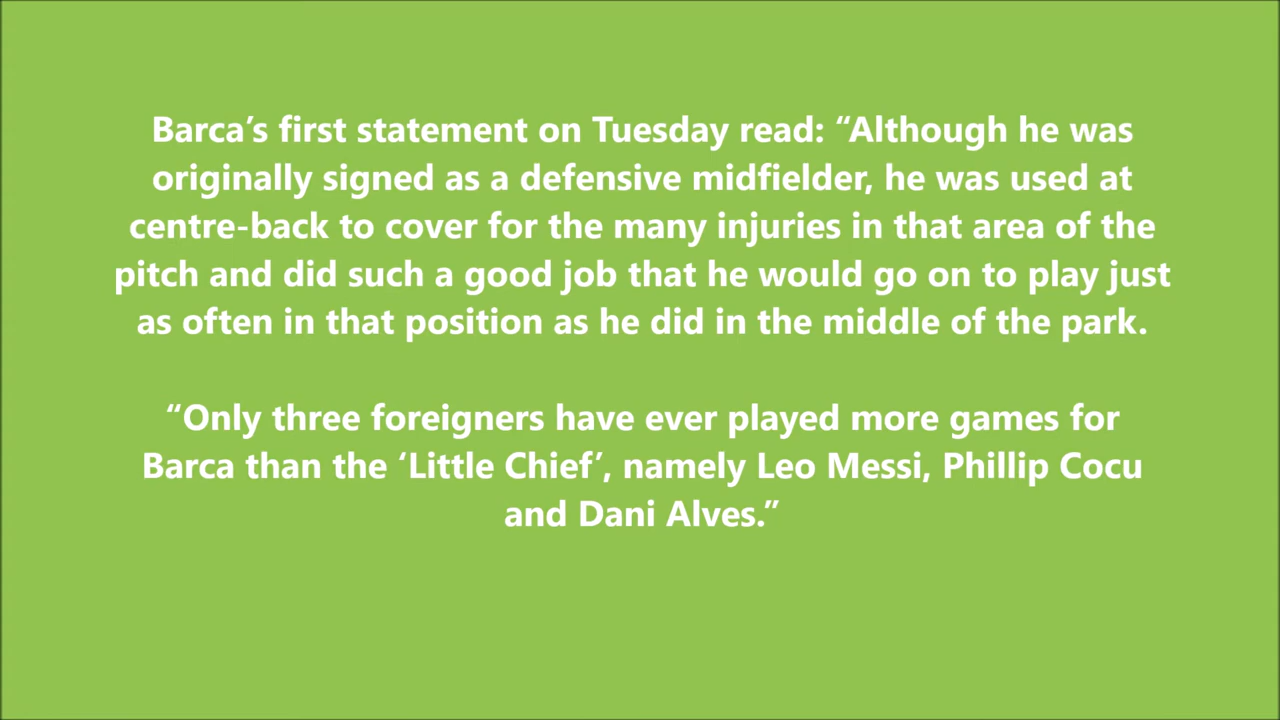 Barca’s first statement on Tuesday read: “Although he was
originally signed as a defensive midfielder, he was used at
centre-back to cover for the many injuries in that area of the
pitch and did such a good job that he would go on to play just
as often in that position as he did in the middle of the park.
“Only three foreigners have ever played more games for
Barca than the ‘Little Chief’, namely Leo Messi, Phillip Cocu
and Dani Alves.”